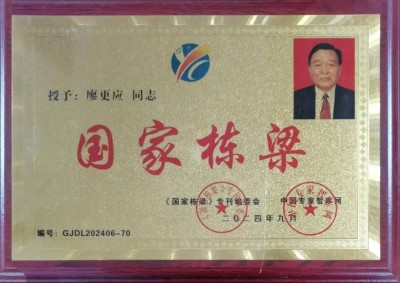 授予：廖更应 同志
国家栋梁
《国家栋梁》专刊编委会 中国专家智库网
二〇二四年九月
编号：GJDL202406-70